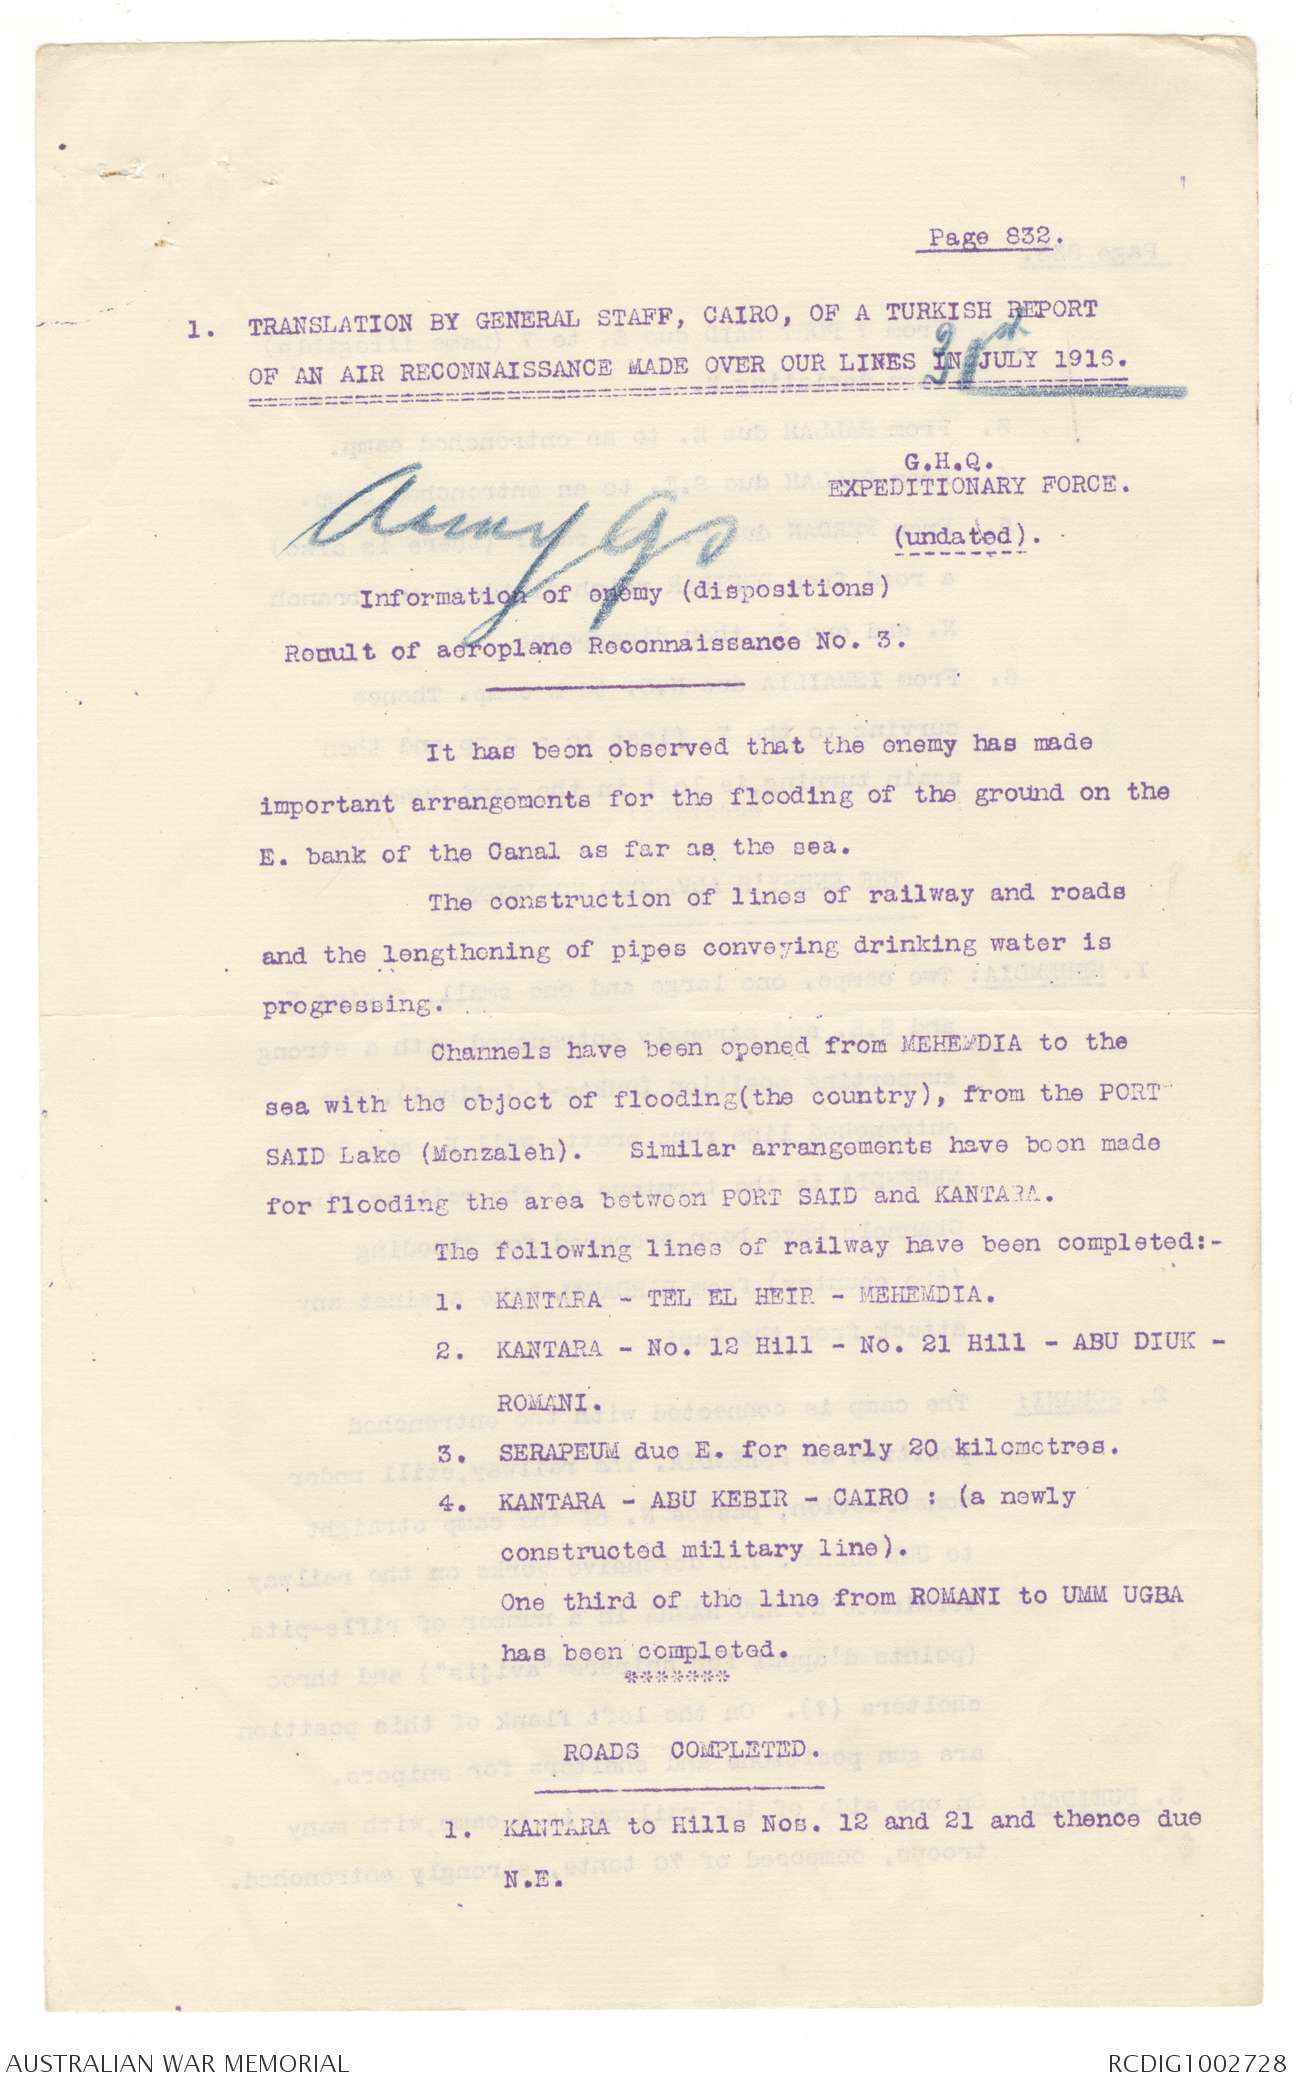 Page 832.
1. TRANSLATION BY GENERAL STAFF, CAIRO, OF A TURKISH REPORT
OF AN AIR RECONNAISSANCE MADE OVER OUR LINES IN JULY 1916.
31st
G.H.Q.
EXPEDITIONARY FORCE.
(undated).
Army
Information of enemy (dispositions)
Result of aeroplane Reconnaissance No. 3.
It has been observed that the enemy has made
important arrangements for the flooding of the ground on the
E. bank of the Canal as far as the sea.
The construction of lines of railway and roads
and the lengthening of pipes conveying drinking water is
progressing.
Channels have been opened from MEHEMDIA to the
sea with the object of flooding(the country), from the PORT
SAID Lake (Menzaleh). Similar arrangements have been made
for flooding the area between PORT SAID and KANTARA.
The following lines of railway have been completed:-
1. KANTARA - TEL EL HEIR - MEHEMDIA.
2. KANTARA - No. 12 Hill - No. 21 Hill - ABU DIUK -
ROMANI.
3. SERAPEUM due E. for nearly 20 kilometres.
4. KANTARA - ABU KEBIR - CAIRO : (a newly
constructed military line).
One third of the line from ROMANI to UMM UGBA
has been completed.
*******
ROADS COMPLETED.
1. KANTARA to Hills Nos. 12 and 21 and thence due
N.E.
AUSTRALIAN WAR MEMORIAL
RCDIG1002728